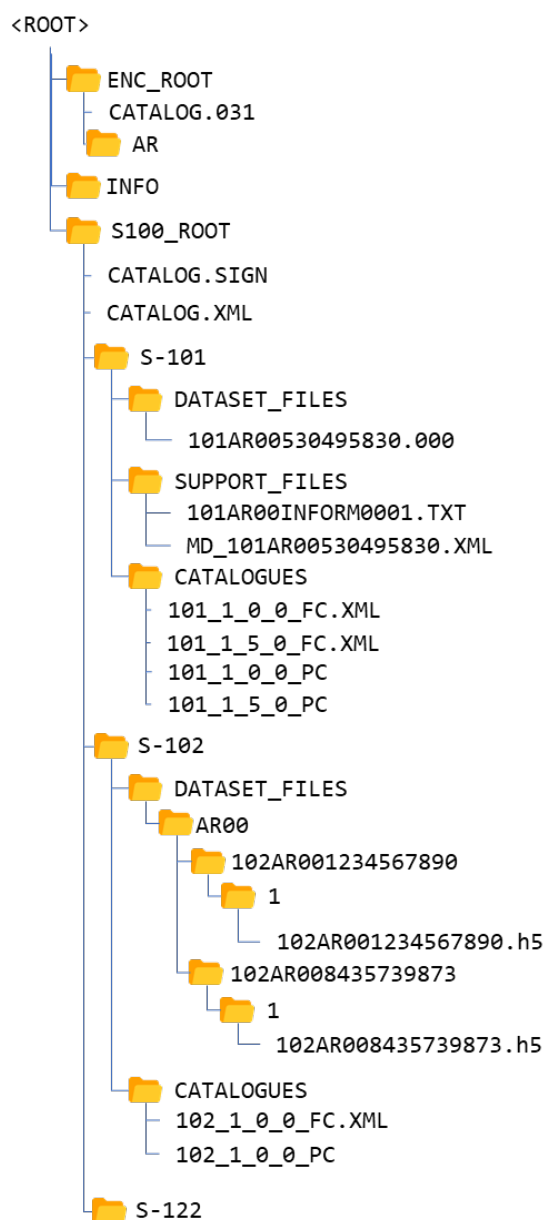 <ROOT>
ENC_ROOT
CATALOG.031
AR
INFO
S100_ROOT
CATALOG.SIGN
CATALOG.XML
S-101
DATASET_FILES
101AR00530495830.000
SUPPORT_FILES
101AR00INFORM0001.TXT
MD_101AR00530495830.XML
CATALOGUES
101_1_0_0_FC.XML
101_1_5_0_FC.XML
101_1_0_0_PC
101_1_5_0_PC
S-102
DATASET_FILES
AR00
102AR001234567890
1
102AR001234567890.h5
102AR008435739873
1
102AR008435739873.h5
CATALOGUES
102_1_0_0_FC.XML
102_1_0_0_PC
S-122